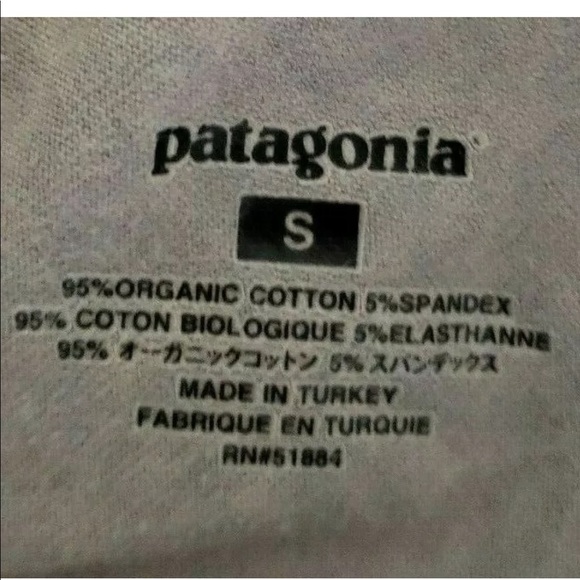 patagonia
S
95%ORGANIC COTTON 5%SPANDEX
95% COTON BIOLOGIQUE 5%ELASTHANNE
95% オーガニックコットン 5% スパンデックス
MADE IN TURKEY
FABRIQUE EN TURQUIE
RN#51884